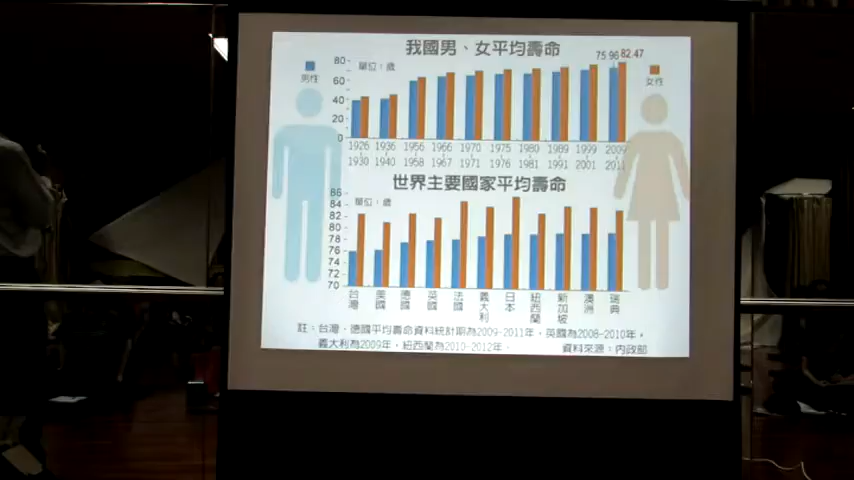 我國男、女平均壽命
男性
單位:歲
75.96 82.47
女性
80
60
40
20
0
1926 1936 1956 1966 1970 1975 1980 1989 1999 2009
1930 1940 1958 1967 1971 1976 1981 1991 2001 2011
世界主要國家平均壽命
單位:歲
86
84
82
80
78
76
74
72
70
台灣 美國 德國 英國 法國 義大利 日本 紐西蘭 新加坡 澳洲 瑞典
註:台灣、德國平均壽命資料統計期為2009-2011年,英國為2008-2010年,
義大利為2009年,紐西蘭為2010-2012年。
資料來源:內政部